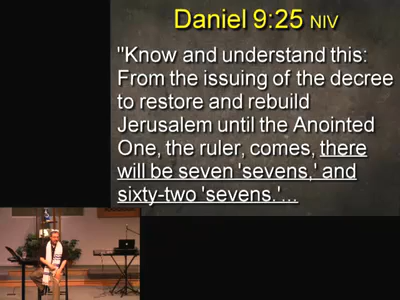 Daniel 9:25 NIV
"Know and understand this:
From the issuing of the decree
to restore and rebuild
Jerusalem until the Anointed
One, the ruler, comes, there
will be seven 'sevens,' and
sixty-two 'sevens.'...